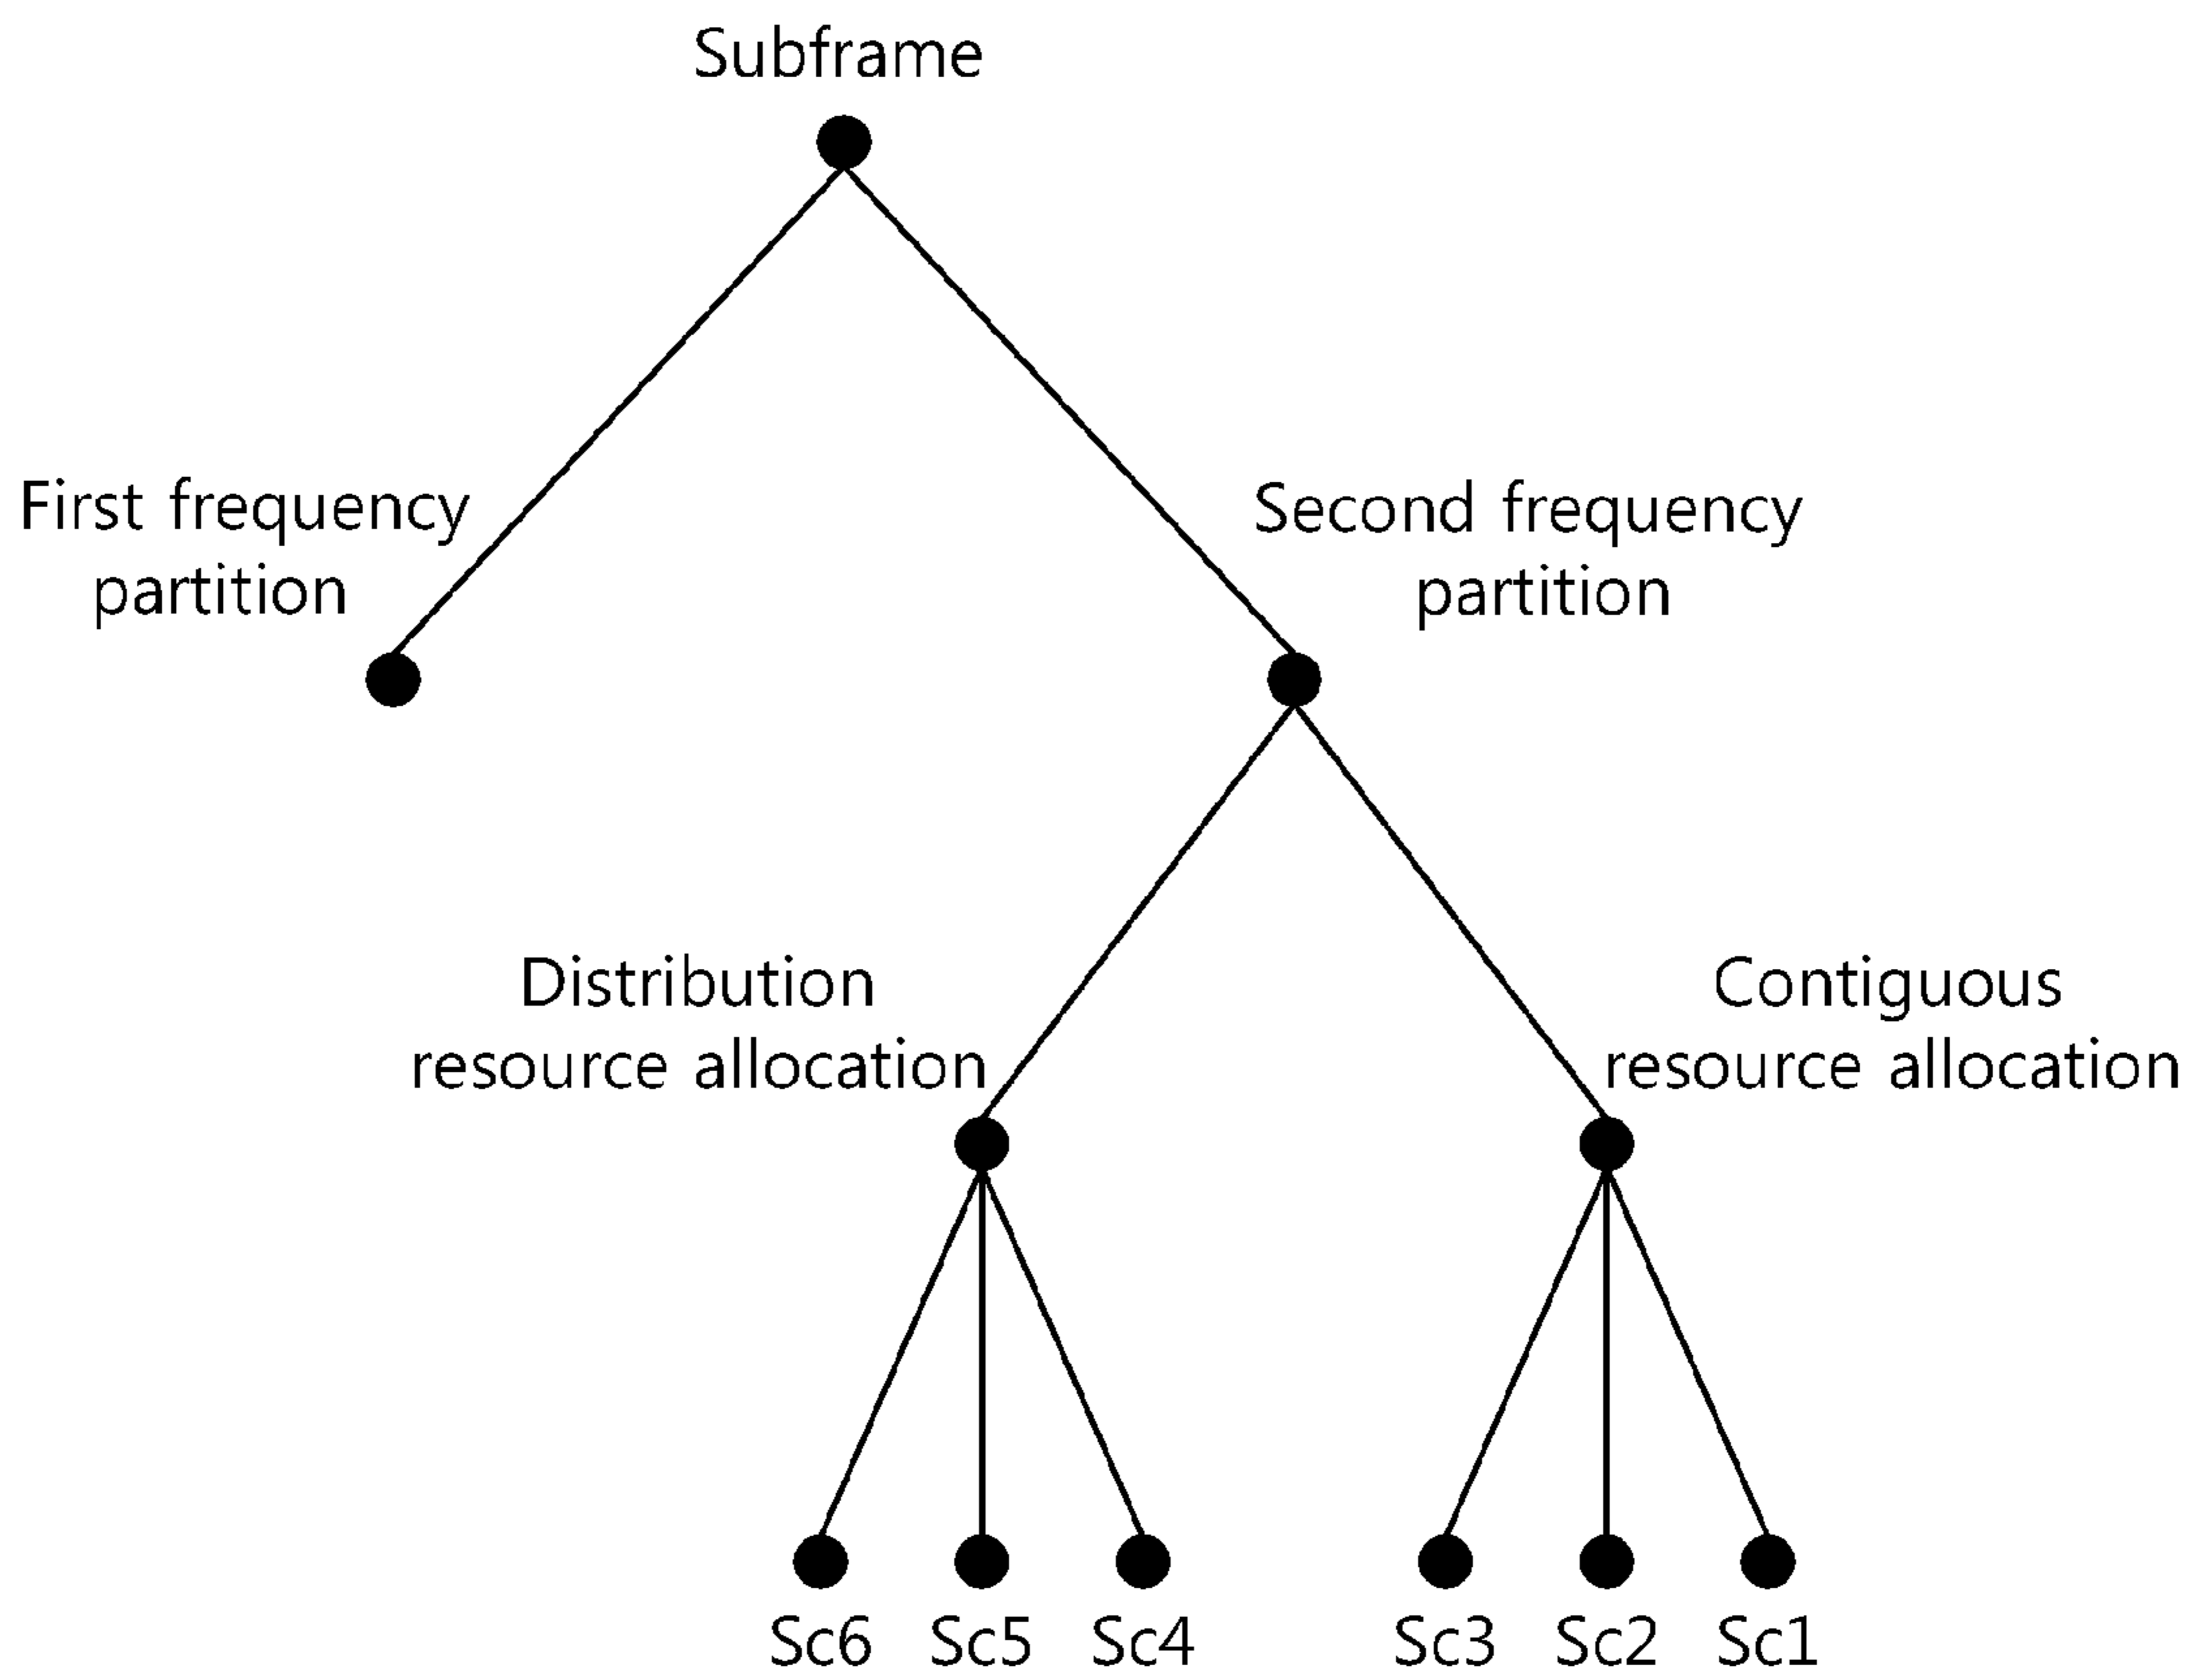 Subframe
First frequency
partition
Second frequency
partition
Distribution
resource allocation
Contiguous
resource allocation
Sc6 Sc5 Sc4 Sc3 Sc2 Sc1